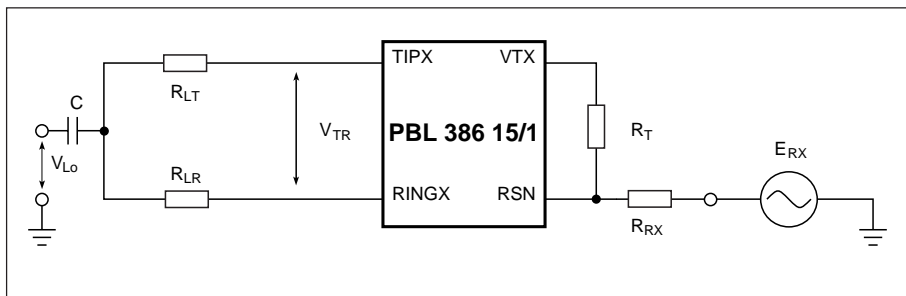 TIPX
VTX
C
R_LT
V_TR
PBL 386 15/1
R_T
E_RX
V_Lo
R_LR
RINGX
RSN
R_RX